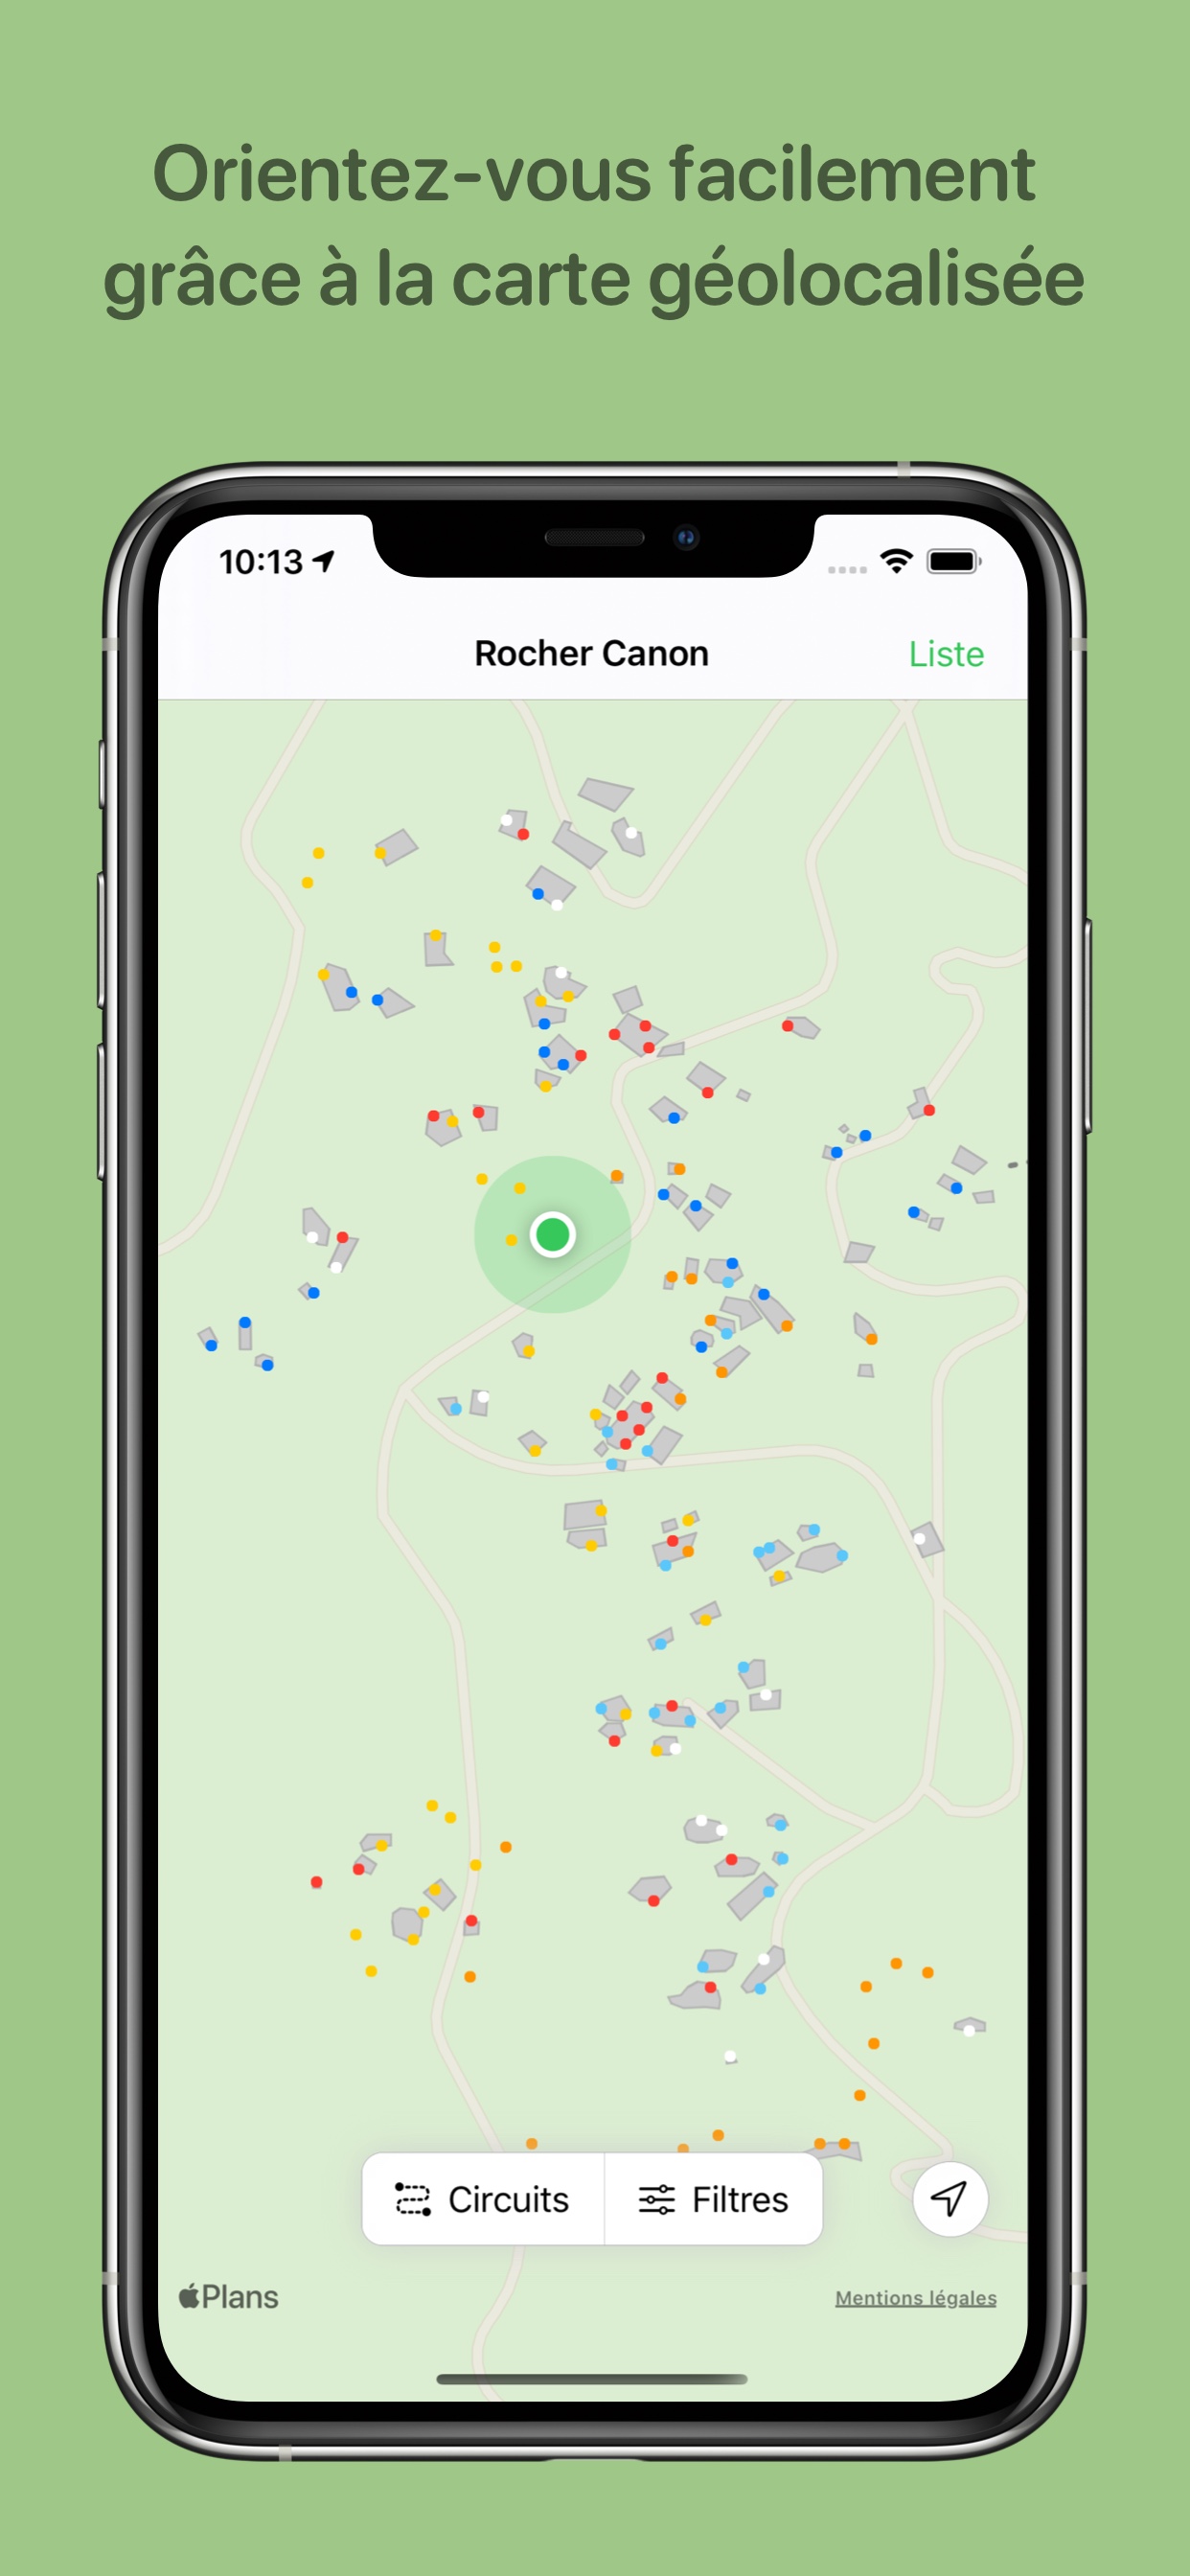 Orientez-vous facilement
grâce à la carte géolocalisée
10:13
Rocher Canon
Liste
Circuits
Filtres
Plans
Mentions légales